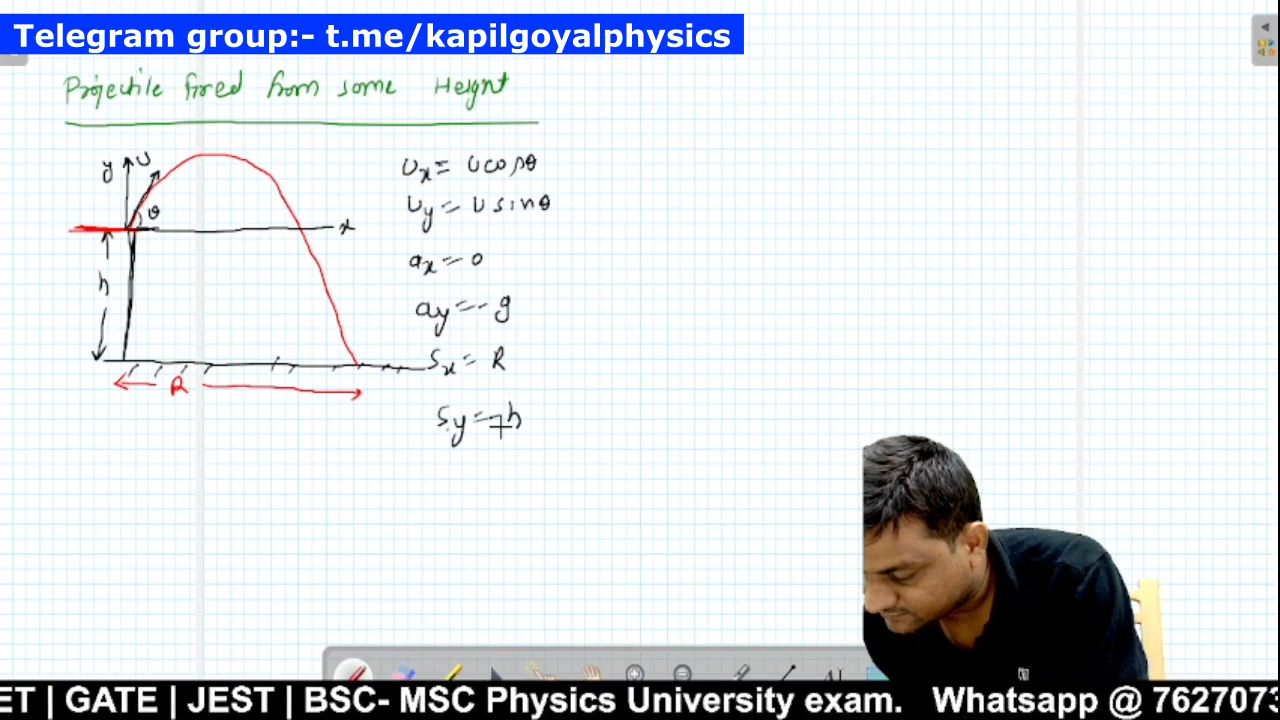 Telegram group:- t.me/kapilgoyalphysics
Projectile fired from some Height
y
u
θ
x
h
R
ux = u cosθ
uy = u sinθ
ax = 0
ay = -g
Sx = R
Sy = -h
ET | GATE | JEST | BSC- MSC Physics University exam. Whatsapp @ 7627073